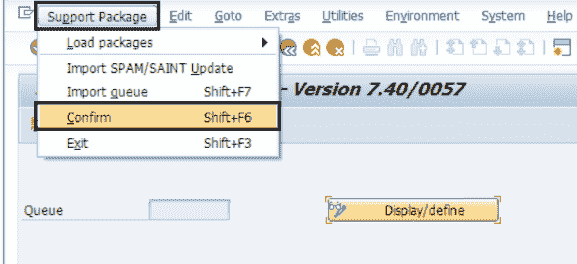 Support Package Edit Goto Extras Utilities Environment System Help
Load packages
Import SPAM/SAINT Update
Import queue Shift+F7
- Version 7.40/0057
Confirm Shift+F6
Exit Shift+F3
Queue Display/define